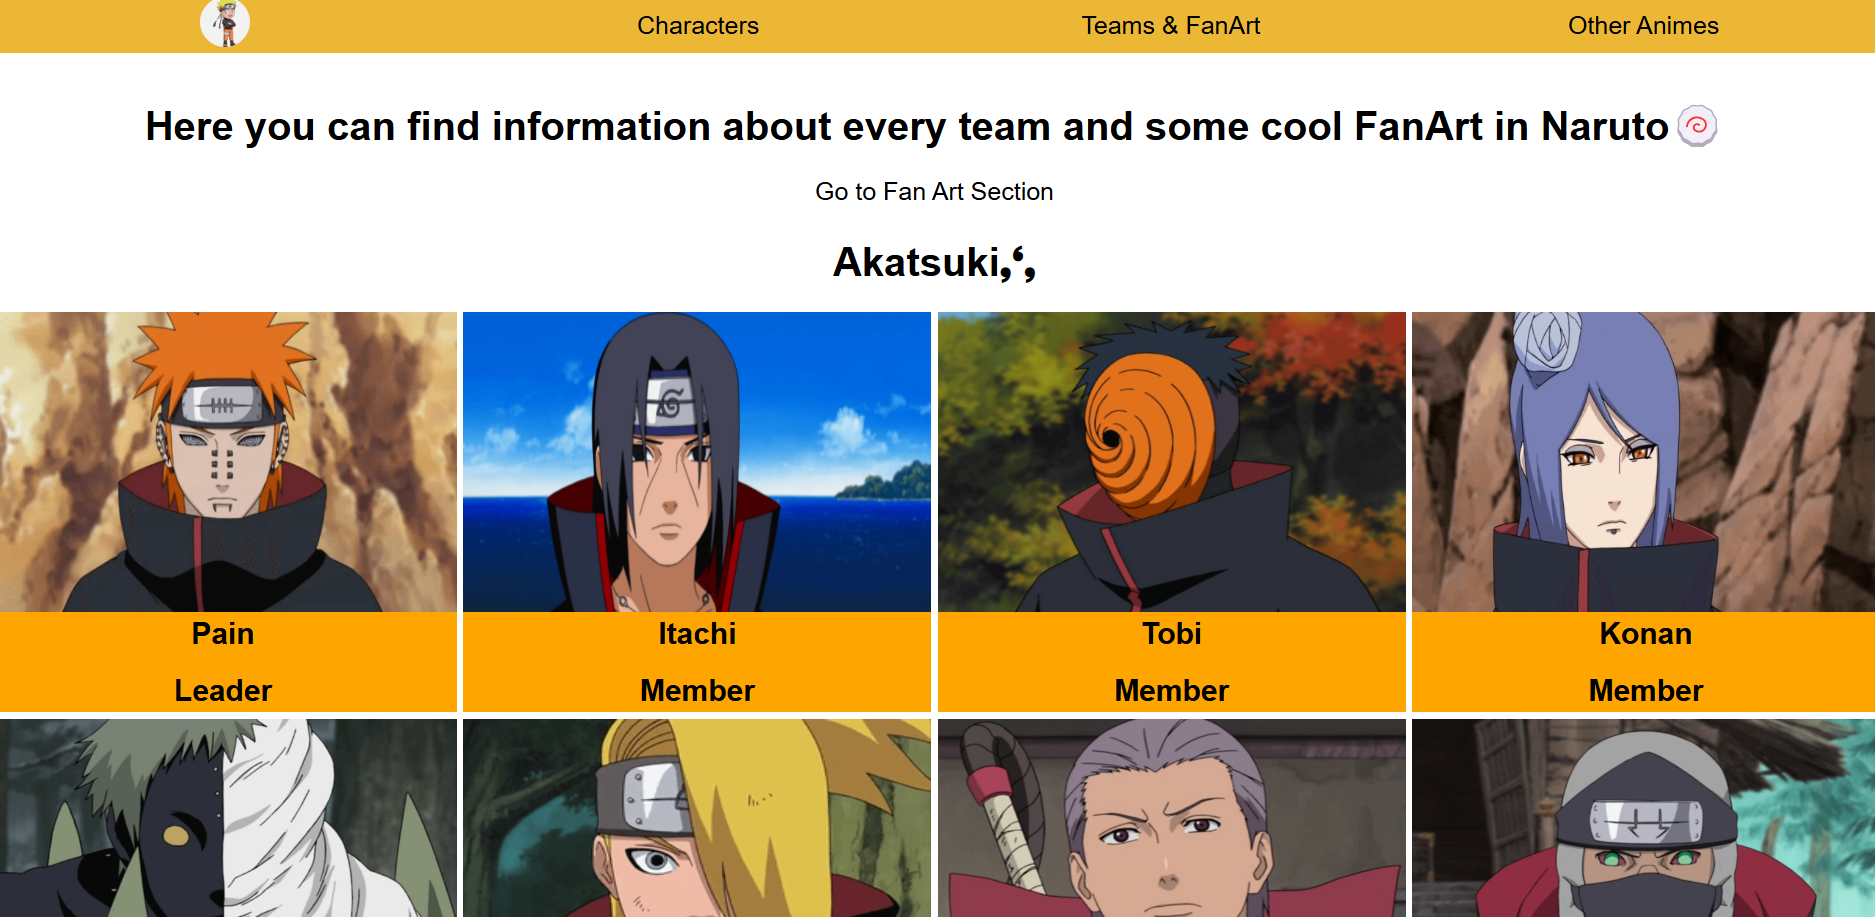 Characters
Teams & FanArt
Other Animes
Here you can find information about every team and some cool FanArt in Naruto🍥
Go to Fan Art Section
Akatsuki,‘,
Pain
Leader
Itachi
Member
Tobi
Member
Konan
Member